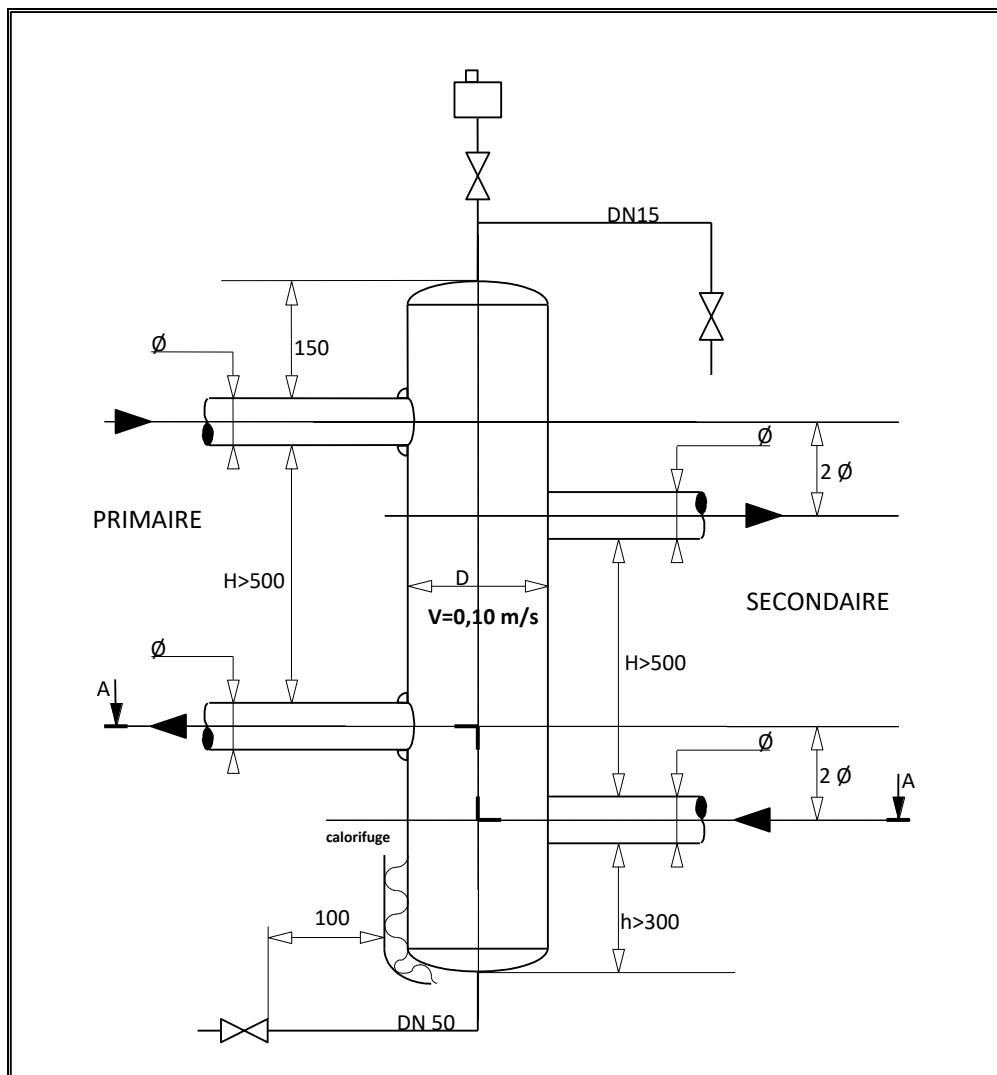 DN15
Ø
150
Ø
2 Ø
PRIMAIRE
H>500
D
V=0,10 m/s
SECONDAIRE
Ø
H>500
A
Ø
2 Ø
A
calorifuge
100
h>300
DN 50